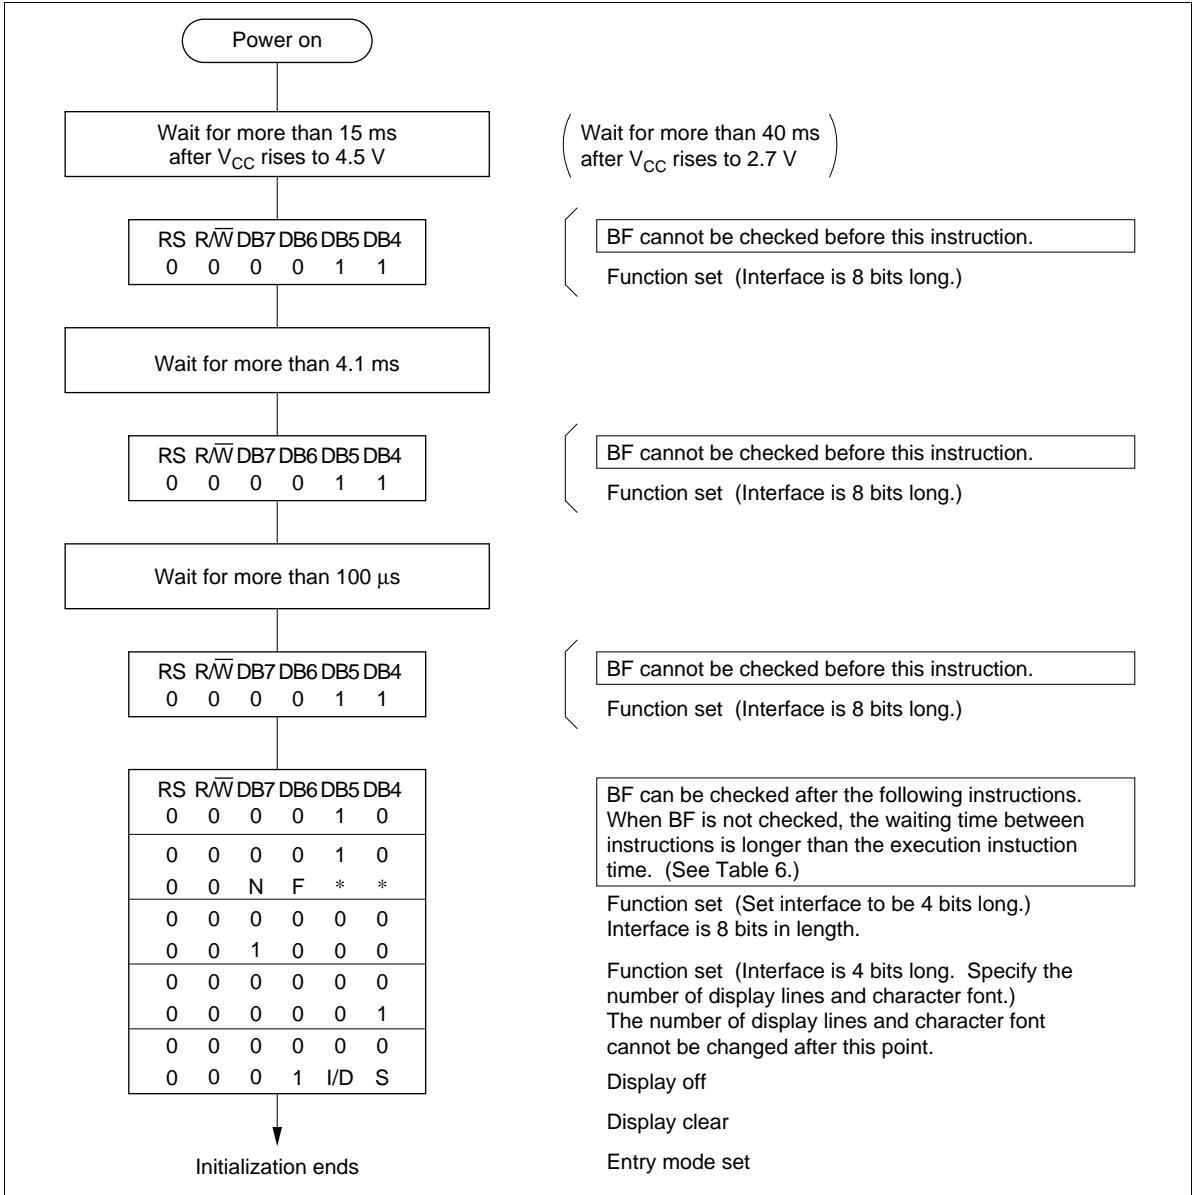 Power on
Wait for more than 15 ms
after VCC rises to 4.5 V
Wait for more than 40 ms
after VCC rises to 2.7 V
RS R/W̅ DB7 DB6 DB5 DB4
0 0 0 0 1 1
BF cannot be checked before this instruction.
Function set (Interface is 8 bits long.)
Wait for more than 4.1 ms
RS R/W̅ DB7 DB6 DB5 DB4
0 0 0 0 1 1
BF cannot be checked before this instruction.
Function set (Interface is 8 bits long.)
Wait for more than 100 μs
RS R/W̅ DB7 DB6 DB5 DB4
0 0 0 0 1 1
BF cannot be checked before this instruction.
Function set (Interface is 8 bits long.)
RS R/W̅ DB7 DB6 DB5 DB4
0 0 0 0 1 0
0 0 0 0 1 0
0 0 N F * *
0 0 0 0 0 0
0 0 1 0 0 0
0 0 0 0 0 0
0 0 0 0 0 1
0 0 0 0 0 0
0 0 0 1 I/D S
BF can be checked after the following instructions.
When BF is not checked, the waiting time between
instructions is longer than the execution instuction
time. (See Table 6.)
Function set (Set interface to be 4 bits long.)
Interface is 8 bits in length.
Function set (Interface is 4 bits long. Specify the
number of display lines and character font.)
The number of display lines and character font
cannot be changed after this point.
Display off
Display clear
Entry mode set
Initialization ends